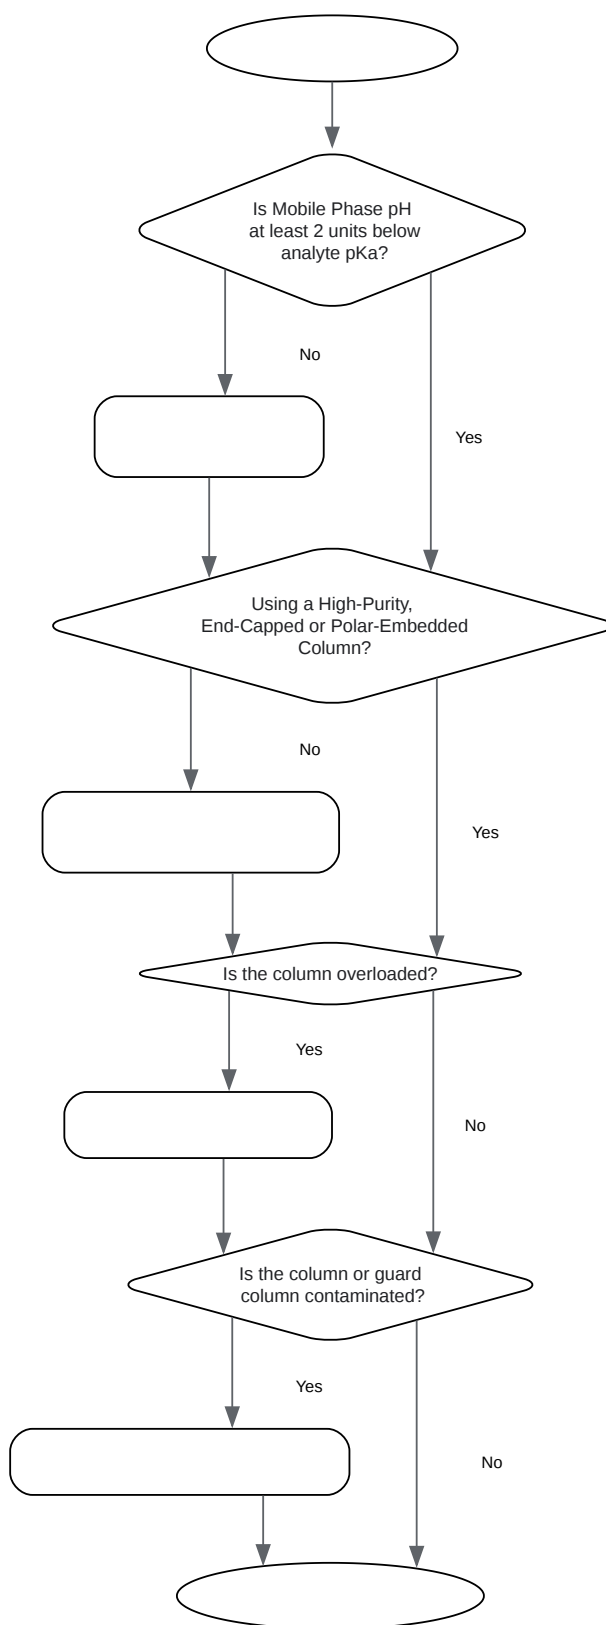 Is Mobile Phase pH
at least 2 units below
analyte pKa?
No
Yes
Using a High-Purity,
End-Capped or Polar-Embedded
Column?
No
Yes
Is the column overloaded?
Yes
No
Is the column or guard
column contaminated?
Yes
No